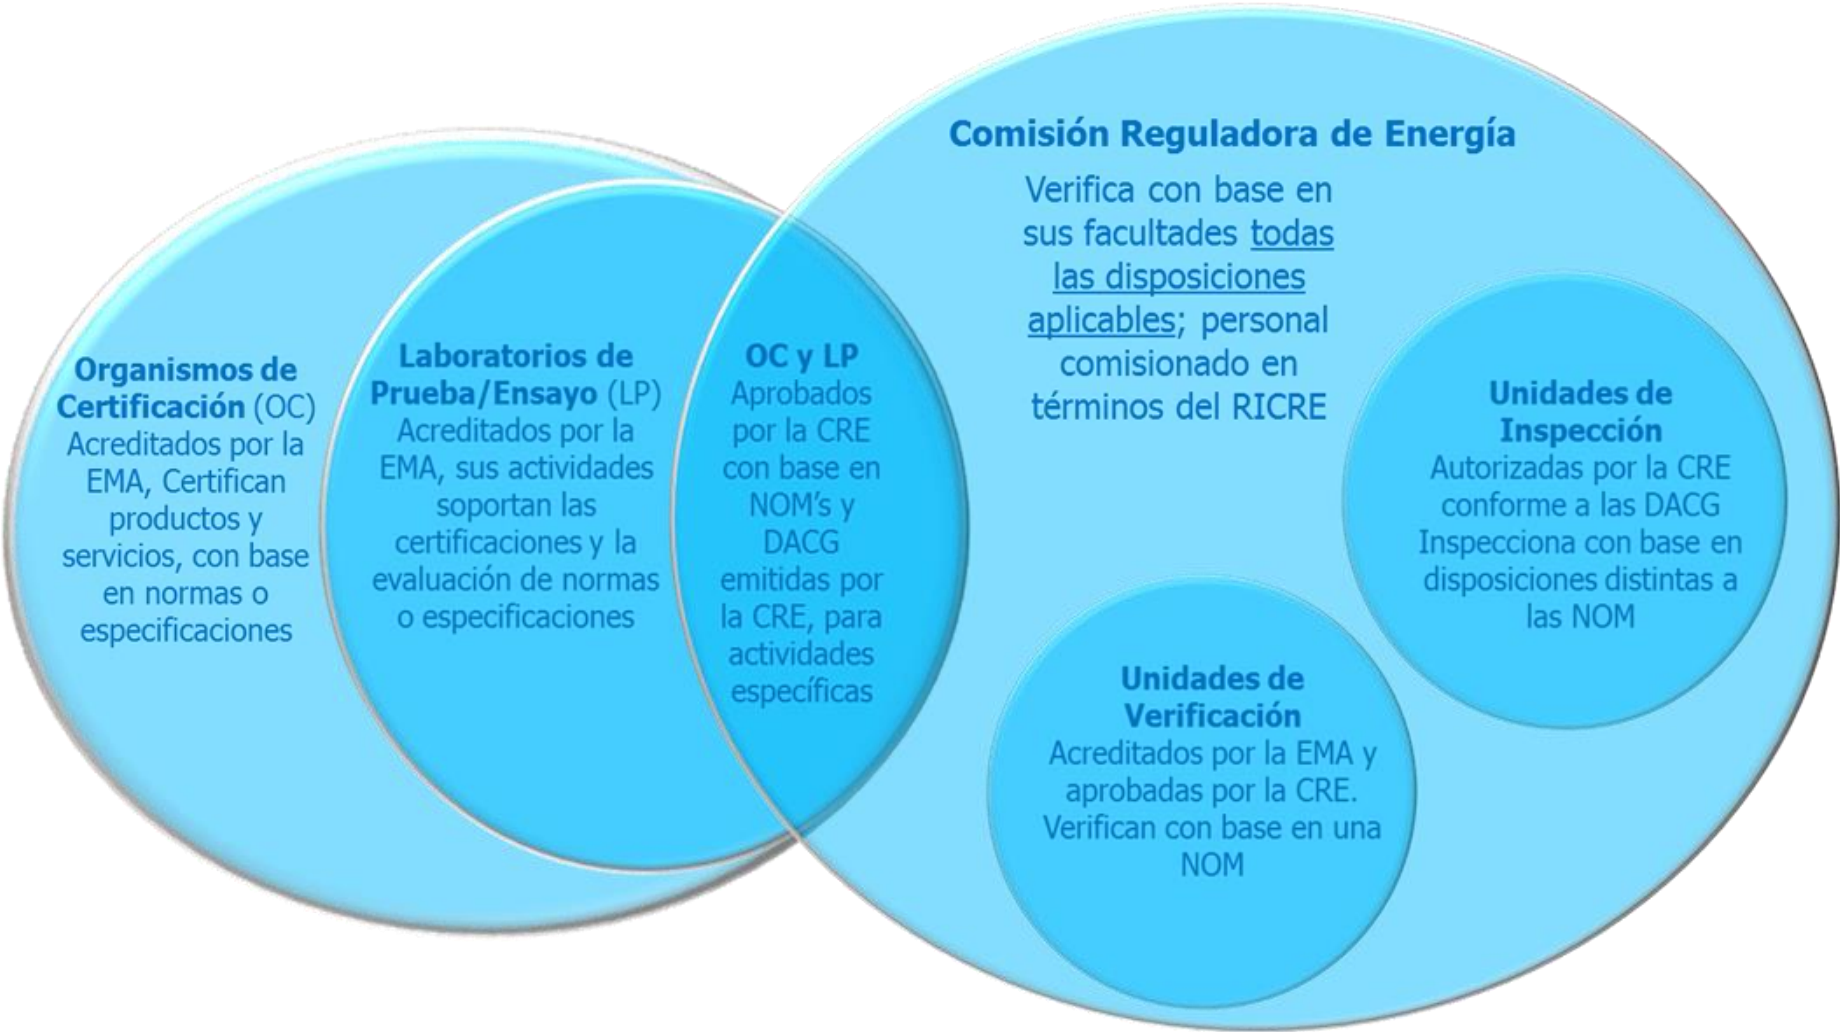 Organismos de
Certificación (OC)
Acreditados por la
EMA, Certifican
productos y
servicios, con base
en normas o
especificaciones
Laboratorios de
Prueba/Ensayo (LP)
Acreditados por la
EMA, sus actividades
soportan las
certificaciones y la
evaluación de normas
o especificaciones
OC y LP
Aprobados
por la CRE
con base en
NOM’s y
DACG
emitidas por
la CRE, para
actividades
específicas
Comisión Reguladora de Energía
Verifica con base en
sus facultades todas
las disposiciones
aplicables; personal
comisionado en
términos del RICRE
Unidades de
Inspección
Autorizadas por la CRE
conforme a las DACG
Inspecciona con base en
disposiciones distintas a
las NOM
Unidades de
Verificación
Acreditados por la EMA y
aprobadas por la CRE.
Verifican con base en una
NOM